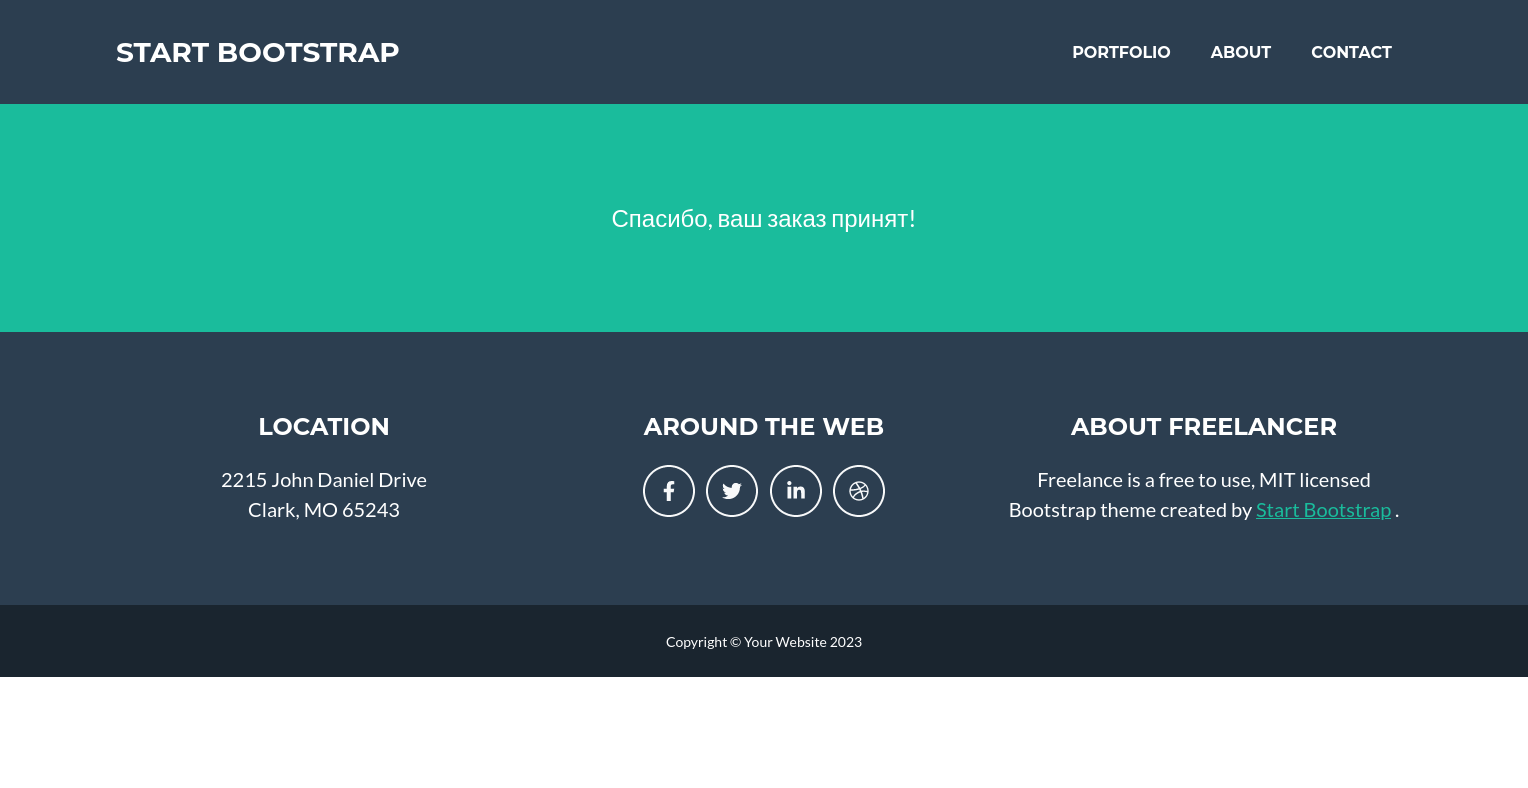 START BOOTSTRAP
PORTFOLIO ABOUT CONTACT
Спасибо, ваш заказ принят!
LOCATION
2215 John Daniel Drive
Clark, MO 65243
AROUND THE WEB
ABOUT FREELANCER
Freelance is a free to use, MIT licensed
Bootstrap theme created by Start Bootstrap .
Copyright © Your Website 2023